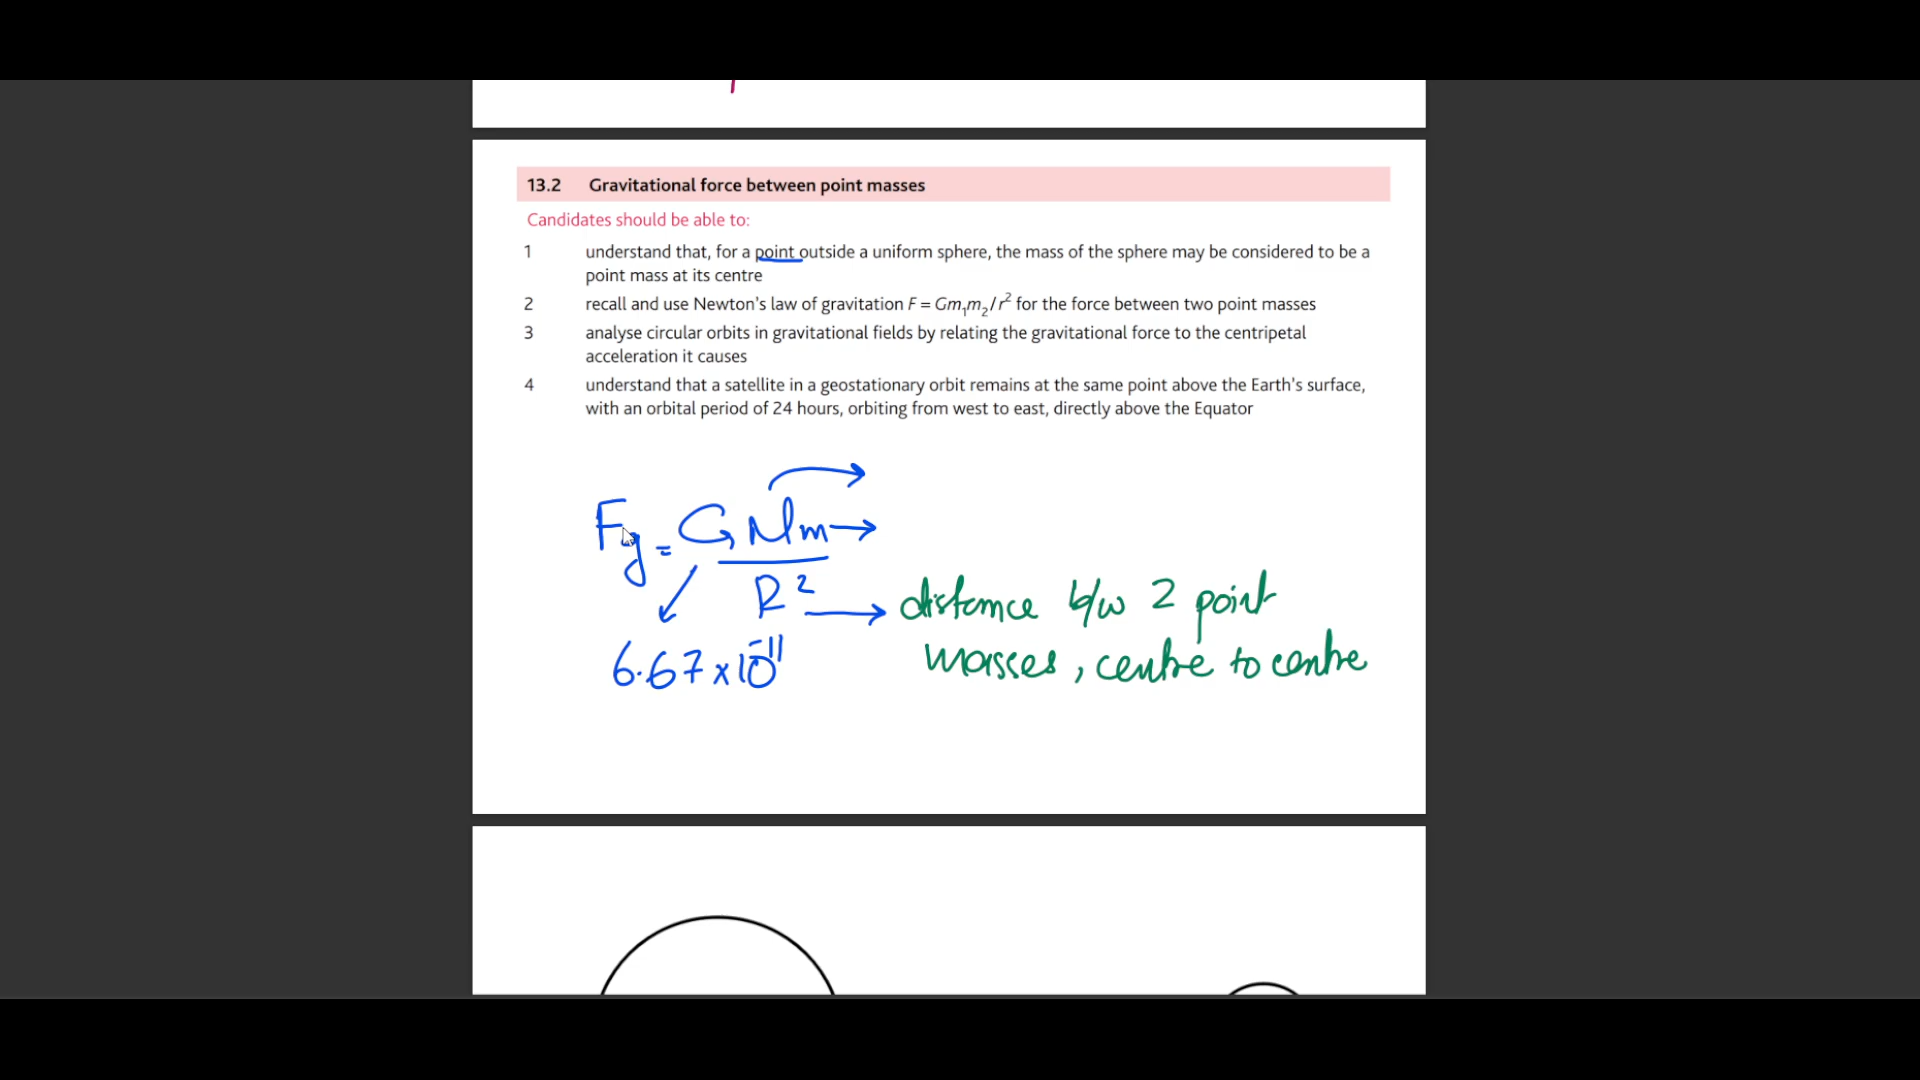 13.2 Gravitational force between point masses
Candidates should be able to:
1 understand that, for a point outside a uniform sphere, the mass of the sphere may be considered to be a
point mass at its centre
2 recall and use Newton's law of gravitation F = Gm₁m₂/r² for the force between two point masses
3 analyse circular orbits in gravitational fields by relating the gravitational force to the centripetal
acceleration it causes
4 understand that a satellite in a geostationary orbit remains at the same point above the Earth's surface,
with an orbital period of 24 hours, orbiting from west to east, directly above the Equator
Fg = GMm →
R² → distance b/w 2 point
6.67 x 10⁻¹¹ masses, centre to centre